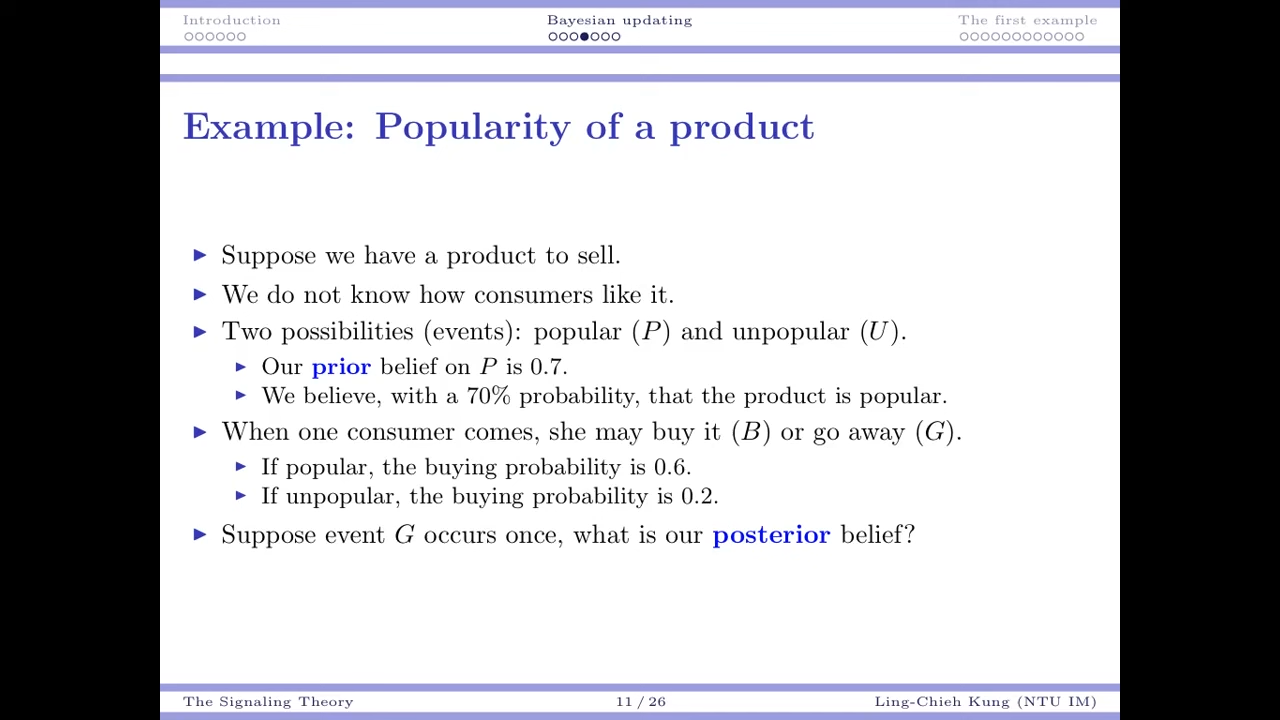 Introduction Bayesian updating The first example
Example: Popularity of a product
Suppose we have a product to sell.
We do not know how consumers like it.
Two possibilities (events): popular (P) and unpopular (U).
Our prior belief on P is 0.7.
We believe, with a 70% probability, that the product is popular.
When one consumer comes, she may buy it (B) or go away (G).
If popular, the buying probability is 0.6.
If unpopular, the buying probability is 0.2.
Suppose event G occurs once, what is our posterior belief?
The Signaling Theory 11 / 26 Ling-Chieh Kung (NTU IM)